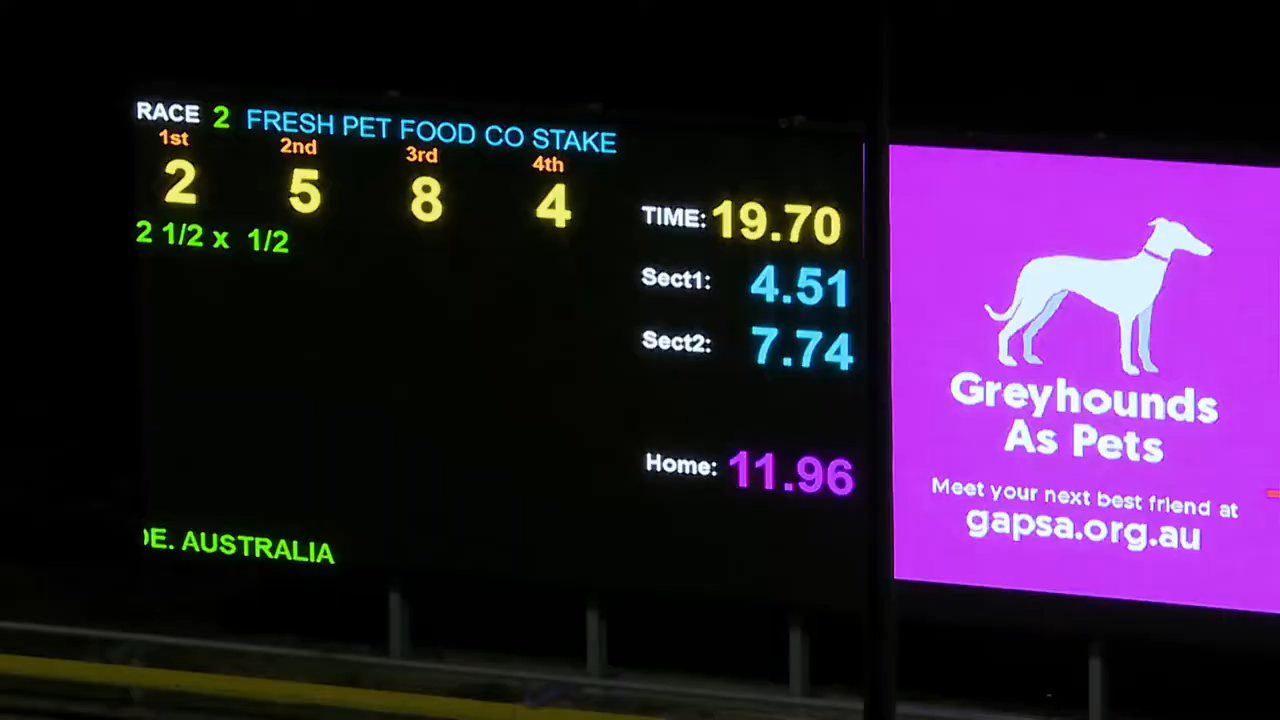 RACE 2 FRESH PET FOOD CO STAKE
1st 2nd 3rd 4th
2 5 8 4
2 1/2 x 1/2
TIME: 19.70
Sect1: 4.51
Sect2: 7.74
Home: 11.96
DE. AUSTRALIA
Greyhounds
As Pets
Meet your next best friend at
gapsa.org.au